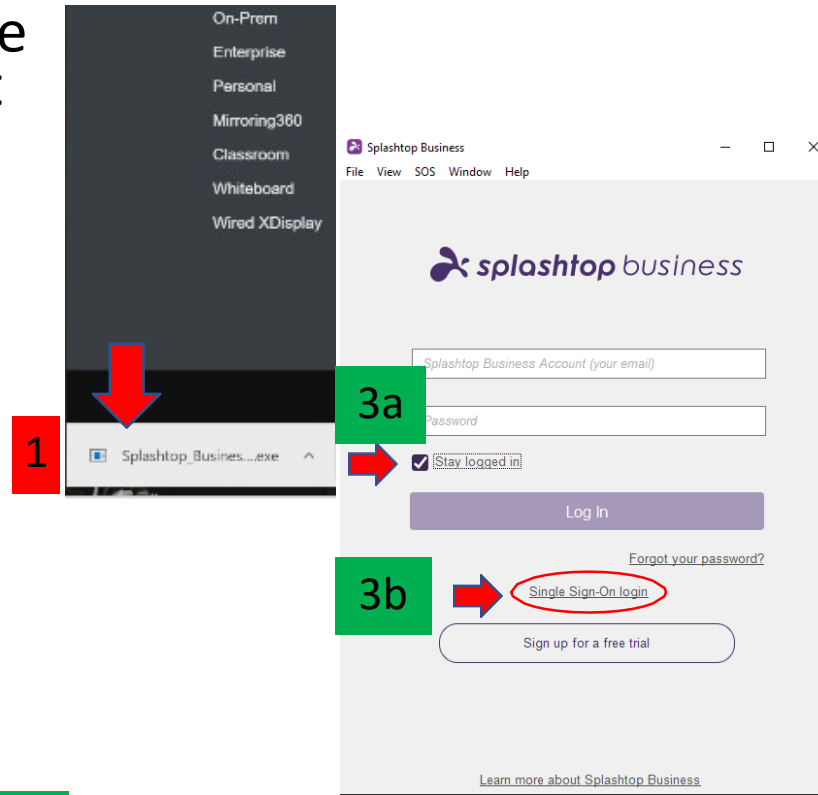 e
:
On-Prem
Enterprise
Personal
Mirroring360
Classroom
Whiteboard
Wired XDisplay
1
Splashtop_Busines....exe
Splashtop Business
File View SOS Window Help
splashtop business
Splashtop Business Account (your email)
3a
Password
Stay logged in
Log In
Forgot your password?
3b
Single Sign-On login
Sign up for a free trial
Learn more about Splashtop Business